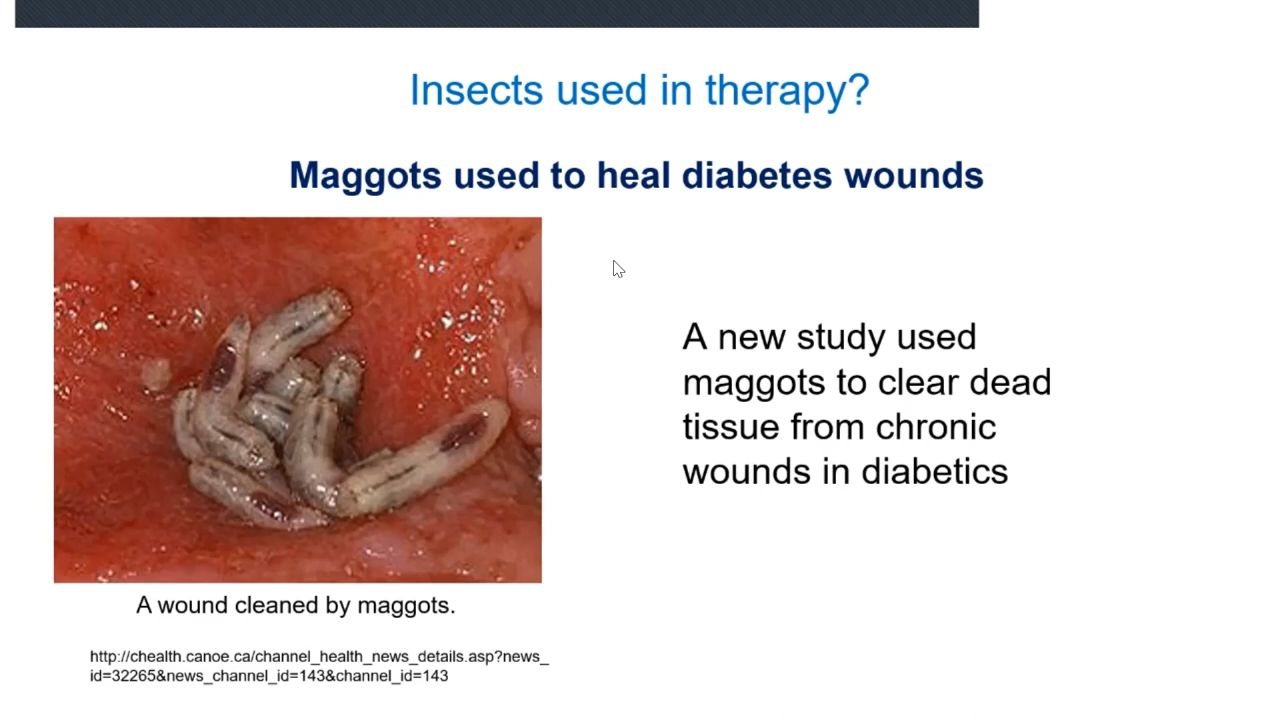 Insects used in therapy?
Maggots used to heal diabetes wounds
A new study used
maggots to clear dead
tissue from chronic
wounds in diabetics
A wound cleaned by maggots.
http://chealth.canoe.ca/channel_health_news_details.asp?news_
id=32265&news_channel_id=143&channel_id=143